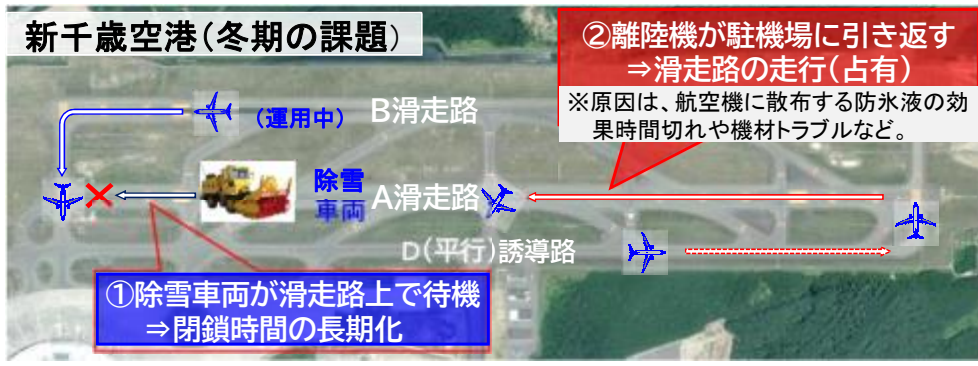 新千歳空港(冬期の課題)
②離陸機が駐機場に引き返す
⇒滑走路の走行(占有)
※原因は、航空機に散布する防氷液の効
果時間切れや機材トラブルなど。
(運用中)
B滑走路
除雪
車両
A滑走路
D(平行)誘導路
①除雪車両が滑走路上で待機
⇒閉鎖時間の長期化